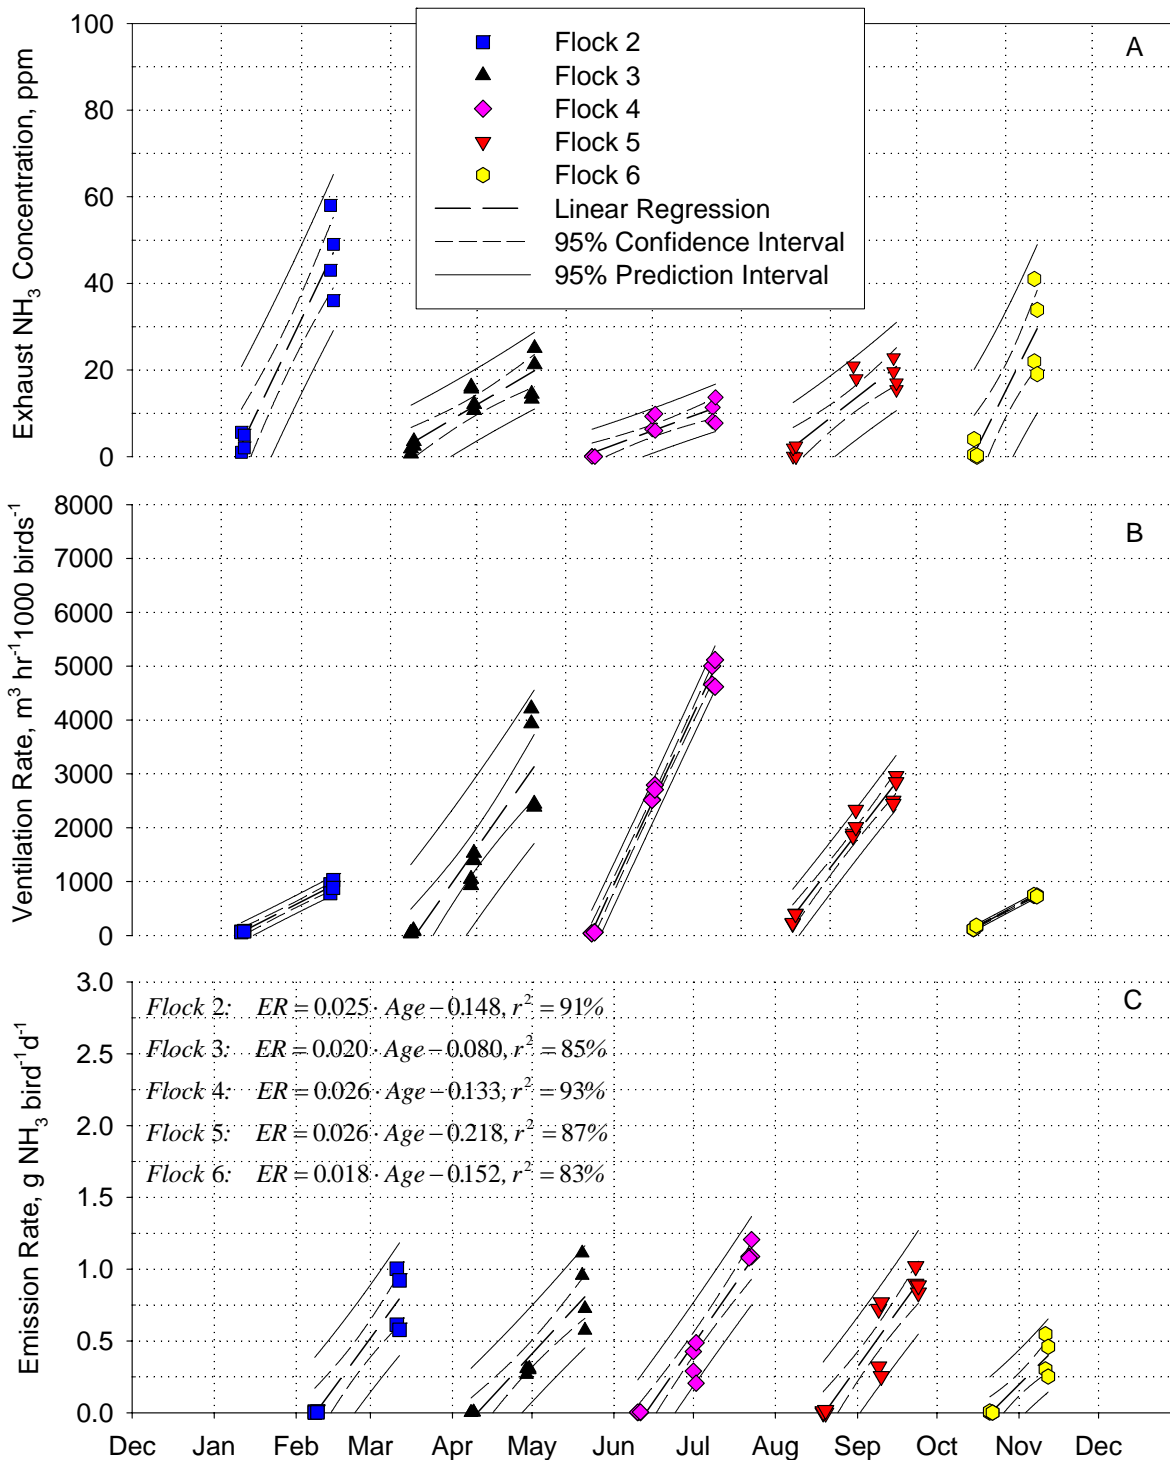 A
Exhaust NH₃ Concentration, ppm
100
80
60
40
20
0
Flock 2
Flock 3
Flock 4
Flock 5
Flock 6
Linear Regression
95% Confidence Interval
95% Prediction Interval
B
Ventilation Rate, m³ hr⁻¹1000 birds⁻¹
8000
7000
6000
5000
4000
3000
2000
1000
0
C
Emission Rate, g NH₃ bird⁻¹d⁻¹
3.0
2.5
2.0
1.5
1.0
0.5
0.0
Flock 2: ER = 0.025 · Age − 0.148, r² = 91%
Flock 3: ER = 0.020 · Age − 0.080, r² = 85%
Flock 4: ER = 0.026 · Age − 0.133, r² = 93%
Flock 5: ER = 0.026 · Age − 0.218, r² = 87%
Flock 6: ER = 0.018 · Age − 0.152, r² = 83%
Dec Jan Feb Mar Apr May Jun Jul Aug Sep Oct Nov Dec